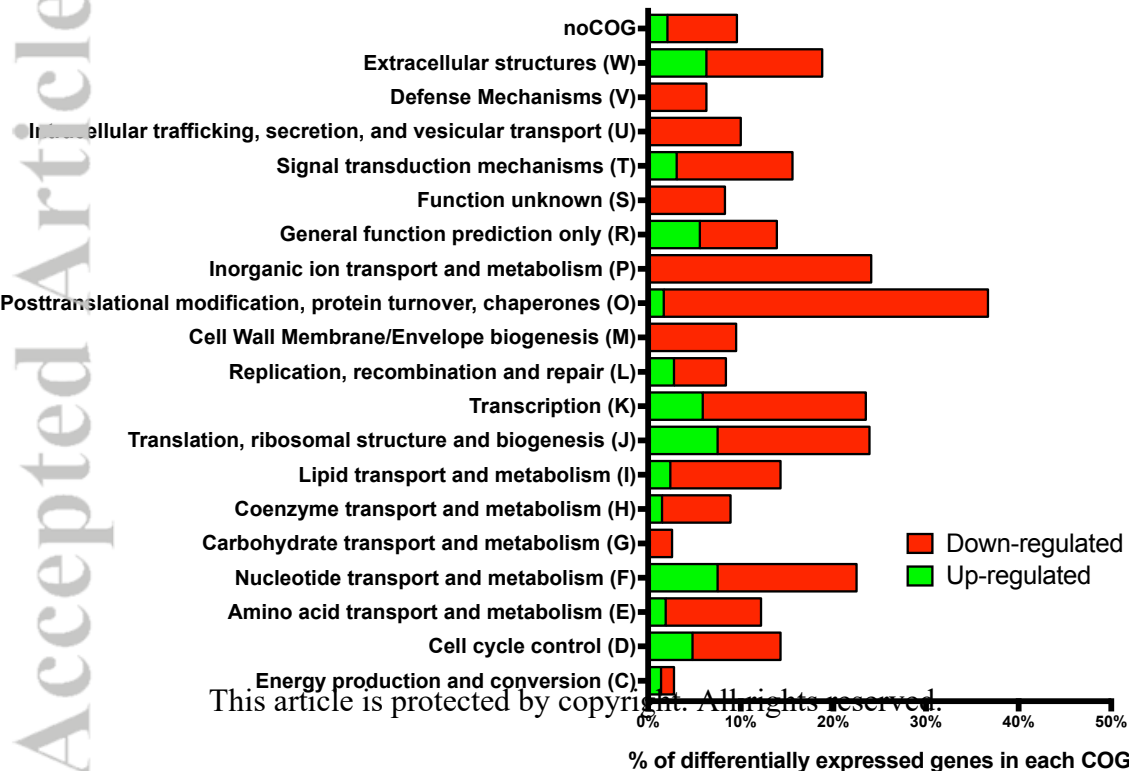 Accepted Article
noCOG
Extracellular structures (W)
Defense Mechanisms (V)
Intracellular trafficking, secretion, and vesicular transport (U)
Signal transduction mechanisms (T)
Function unknown (S)
General function prediction only (R)
Inorganic ion transport and metabolism (P)
Posttranslational modification, protein turnover, chaperones (O)
Cell Wall Membrane/Envelope biogenesis (M)
Replication, recombination and repair (L)
Transcription (K)
Translation, ribosomal structure and biogenesis (J)
Lipid transport and metabolism (I)
Coenzyme transport and metabolism (H)
Carbohydrate transport and metabolism (G)
Nucleotide transport and metabolism (F)
Amino acid transport and metabolism (E)
Cell cycle control (D)
Energy production and conversion (C)
Down-regulated
Up-regulated
This article is protected by copyright. All rights reserved.
0% 10% 20% 30% 40% 50%
% of differentially expressed genes in each COG